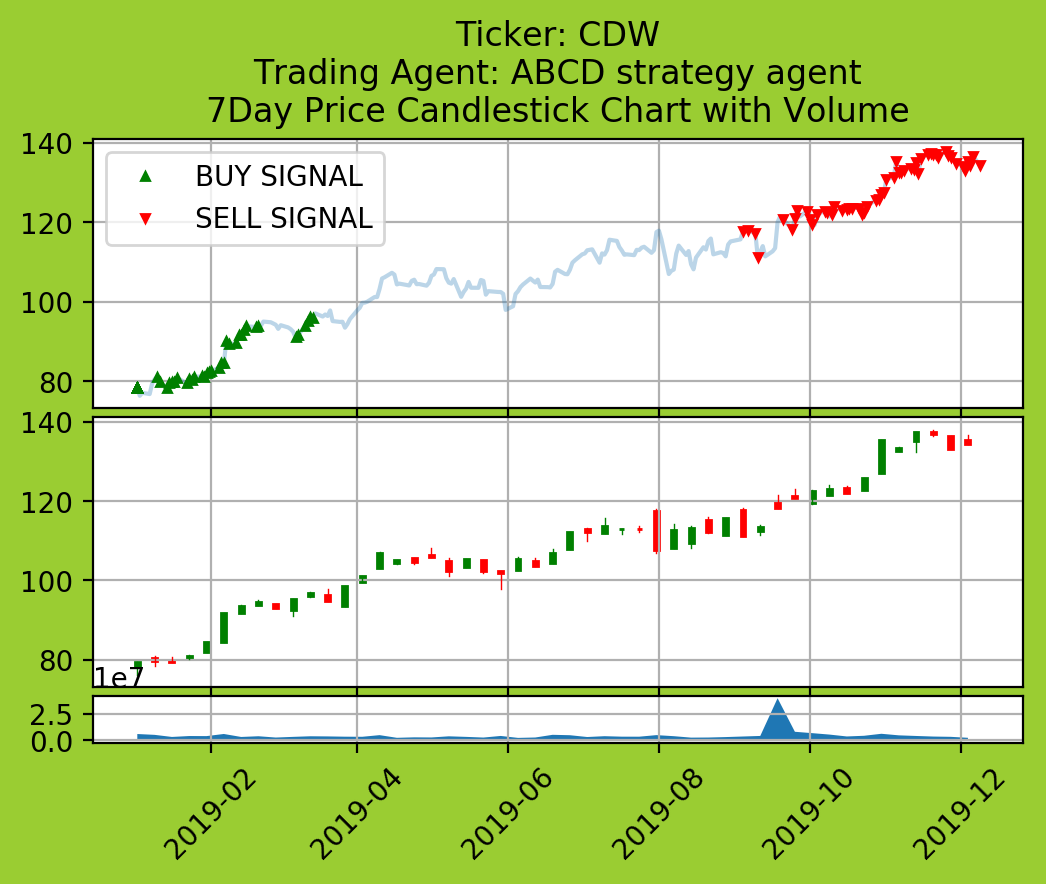 Ticker: CDW
Trading Agent: ABCD strategy agent
7Day Price Candlestick Chart with Volume
140
BUY SIGNAL
SELL SIGNAL
120
100
80
140
120
100
80
1e7
2.5
0.0
2019-02
2019-04
2019-06
2019-08
2019-10
2019-12